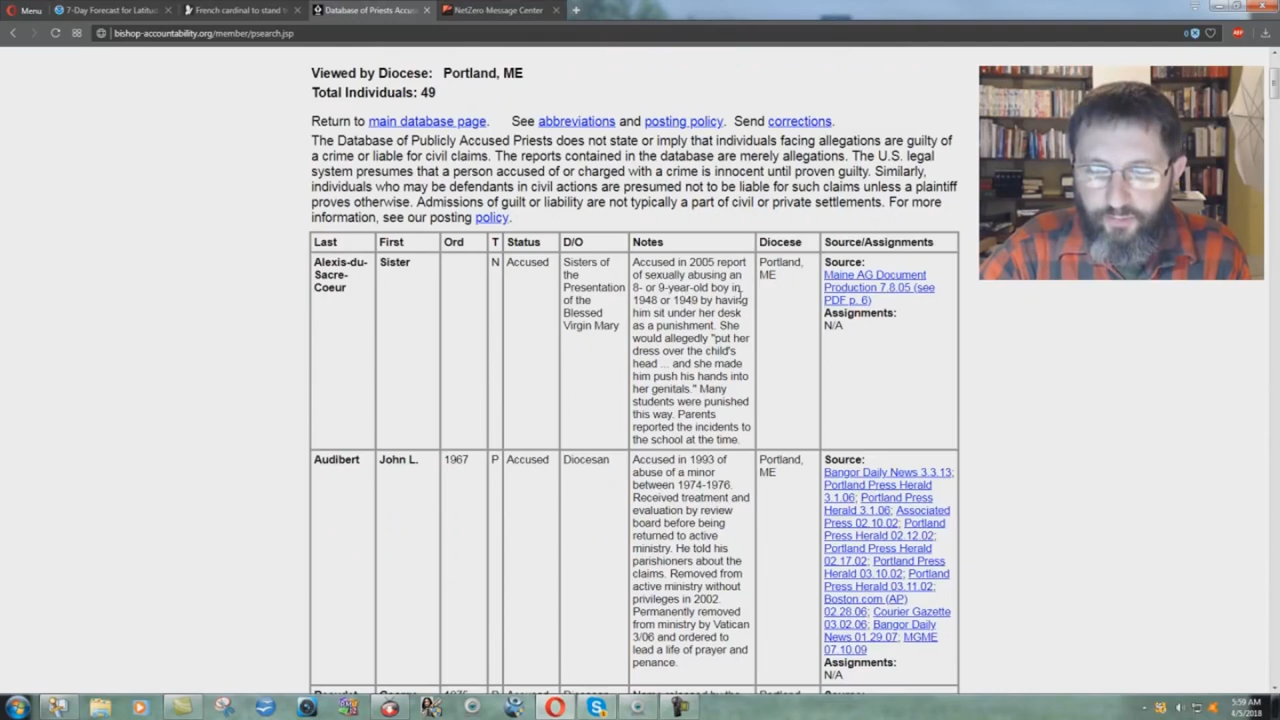 Menu
7-Day Forecast for Latitud
French cardinal to stand t
Database of Priests Accus
NetZero Message Center
bishop-accountability.org/member/psearch.jsp
0
ABP
Viewed by Diocese: Portland, ME
Total Individuals: 49
Return to main database page. See abbreviations and posting policy. Send corrections.
The Database of Publicly Accused Priests does not state or imply that individuals facing allegations are guilty of
a crime or liable for civil claims. The reports contained in the database are merely allegations. The U.S. legal
system presumes that a person accused of or charged with a crime is innocent until proven guilty. Similarly,
individuals who may be defendants in civil actions are presumed not to be liable for such claims unless a plaintiff
proves otherwise. Admissions of guilt or liability are not typically a part of civil or private settlements. For more
information, see our posting policy.
Last First Ord T Status D/O Notes Diocese Source/Assignments
Alexis-du-
Sacre-
Coeur
Sister
N
Accused
Sisters of
the
Presentation
of the
Blessed
Virgin Mary
Accused in 2005 report
of sexually abusing an
8- or 9-year-old boy in
1948 or 1949 by having
him sit under her desk
as a punishment. She
would allegedly "put her
dress over the child's
head ... and she made
him push his hands into
her genitals." Many
students were punished
this way. Parents
reported the incidents to
the school at the time.
Portland,
ME
Source:
Maine AG Document
Production 7.8.05 (see
PDF p. 6)
Assignments:
N/A
Audibert
John L.
1967
P
Accused
Diocesan
Accused in 1993 of
abuse of a minor
between 1974-1976.
Received treatment and
evaluation by review
board before being
returned to active
ministry. He told his
parishioners about the
claims. Removed from
active ministry without
privileges in 2002.
Permanently removed
from ministry by Vatican
3/06 and ordered to
lead a life of prayer and
penance.
Portland,
ME
Source:
Bangor Daily News 3.3.13;
Portland Press Herald
3.1.06; Portland Press
Herald 3.1.06; Associated
Press 02.10.02; Portland
Press Herald 02.12.02;
Portland Press Herald
02.17.02; Portland Press
Herald 03.10.02; Portland
Press Herald 03.11.02;
Boston.com (AP)
02.28.06; Courier Gazette
03.02.06; Bangor Daily
News 01.29.07; MGME
07.10.09
Assignments:
N/A
5:59 AM
4/5/2018